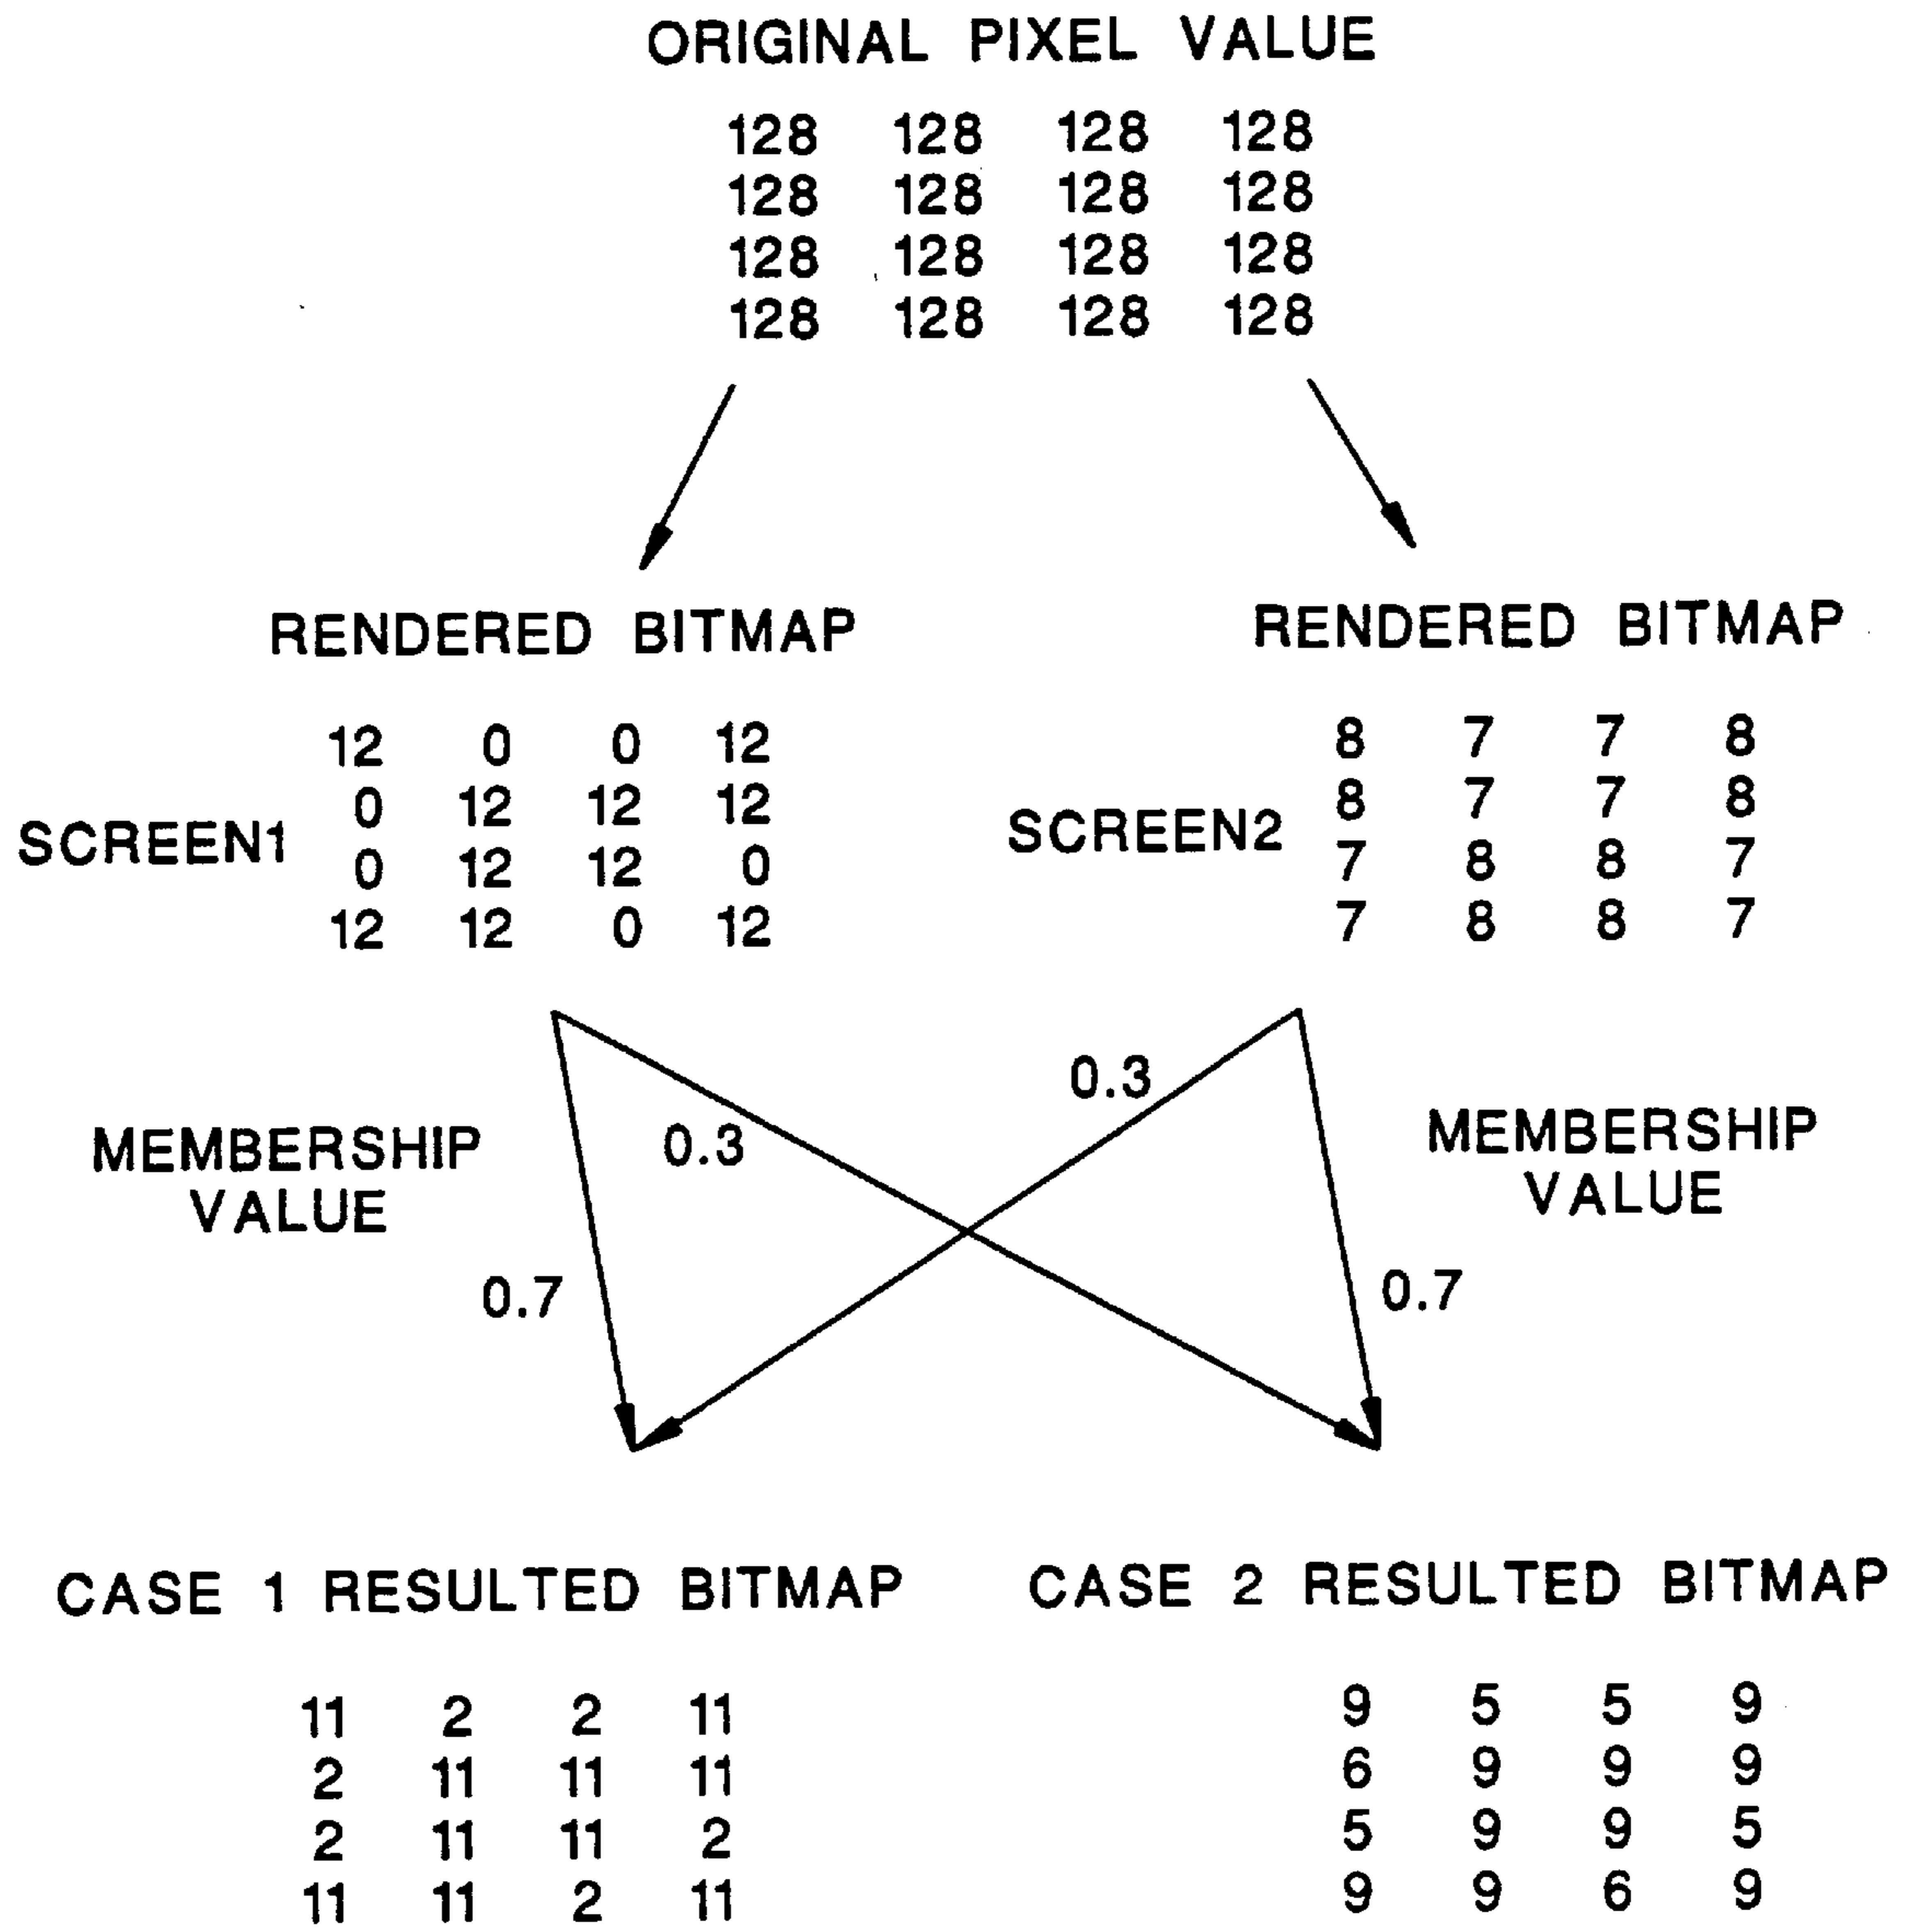 ORIGINAL PIXEL VALUE
128 128 128 128
128 128 128 128
128 128 128 128
128 128 128 128
RENDERED BITMAP
12 0 0 12
0 12 12 12
SCREEN1
0 12 12 0
12 12 0 12
RENDERED BITMAP
8 7 7 8
8 7 7 8
SCREEN2
7 8 8 7
7 8 8 7
MEMBERSHIP
VALUE
0.7
0.3
0.3
0.7
MEMBERSHIP
VALUE
CASE 1 RESULTED BITMAP
11 2 2 11
2 11 11 11
2 11 11 2
11 11 2 11
CASE 2 RESULTED BITMAP
9 5 5 9
6 9 9 9
5 9 9 5
9 9 6 9